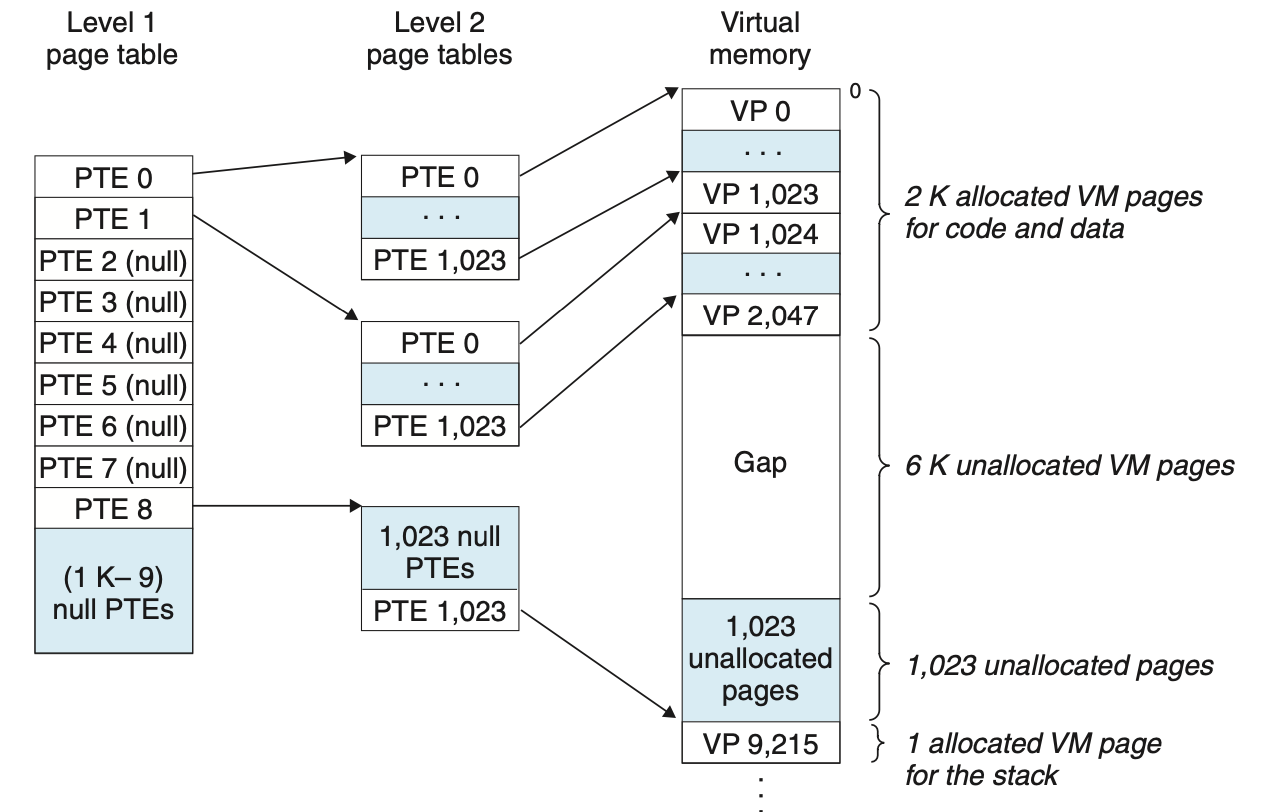 Level 1
page table
Level 2
page tables
Virtual
memory
PTE 0
PTE 1
PTE 2 (null)
PTE 3 (null)
PTE 4 (null)
PTE 5 (null)
PTE 6 (null)
PTE 7 (null)
PTE 8
(1 K– 9)
null PTEs
PTE 0
. . .
PTE 1,023
PTE 0
. . .
PTE 1,023
1,023 null
PTEs
PTE 1,023
0
VP 0
. . .
VP 1,023
VP 1,024
. . .
VP 2,047
Gap
1,023
unallocated
pages
VP 9,215
2 K allocated VM pages
for code and data
6 K unallocated VM pages
1,023 unallocated pages
1 allocated VM page
for the stack